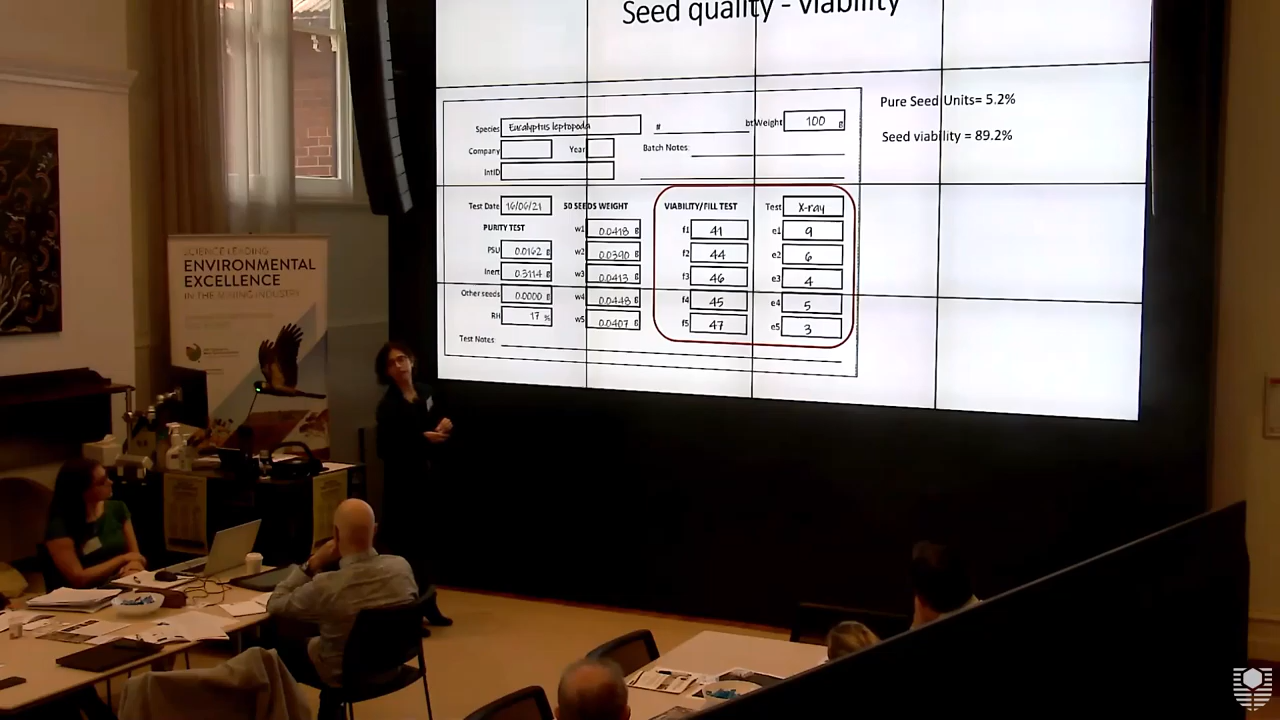 Seed quality - viability
Pure Seed Units= 5.2%
Seed viability = 89.2%
Species Eucalyptus leptopoda # btWeight 100 g
Company Year Batch Notes:
IntID
Test Date 16/06/21 50 SEEDS WEIGHT VIABILITY/FILL TEST Test X-ray
PURITY TEST w1 0.0418 g f1 41 e1 9
PSU 0.0162 g w2 0.0390 g f2 44 e2 6
Inert 0.3114 g w3 0.0413 g f3 46 e3 4
Other seeds 0.0000 g w4 0.0448 g f4 45 e4 5
RH 17 % w5 0.0407 g f5 47 e5 3
Test Notes:
SCIENCE LEADING
ENVIRONMENTAL
EXCELLENCE
IN THE MINING INDUSTRY